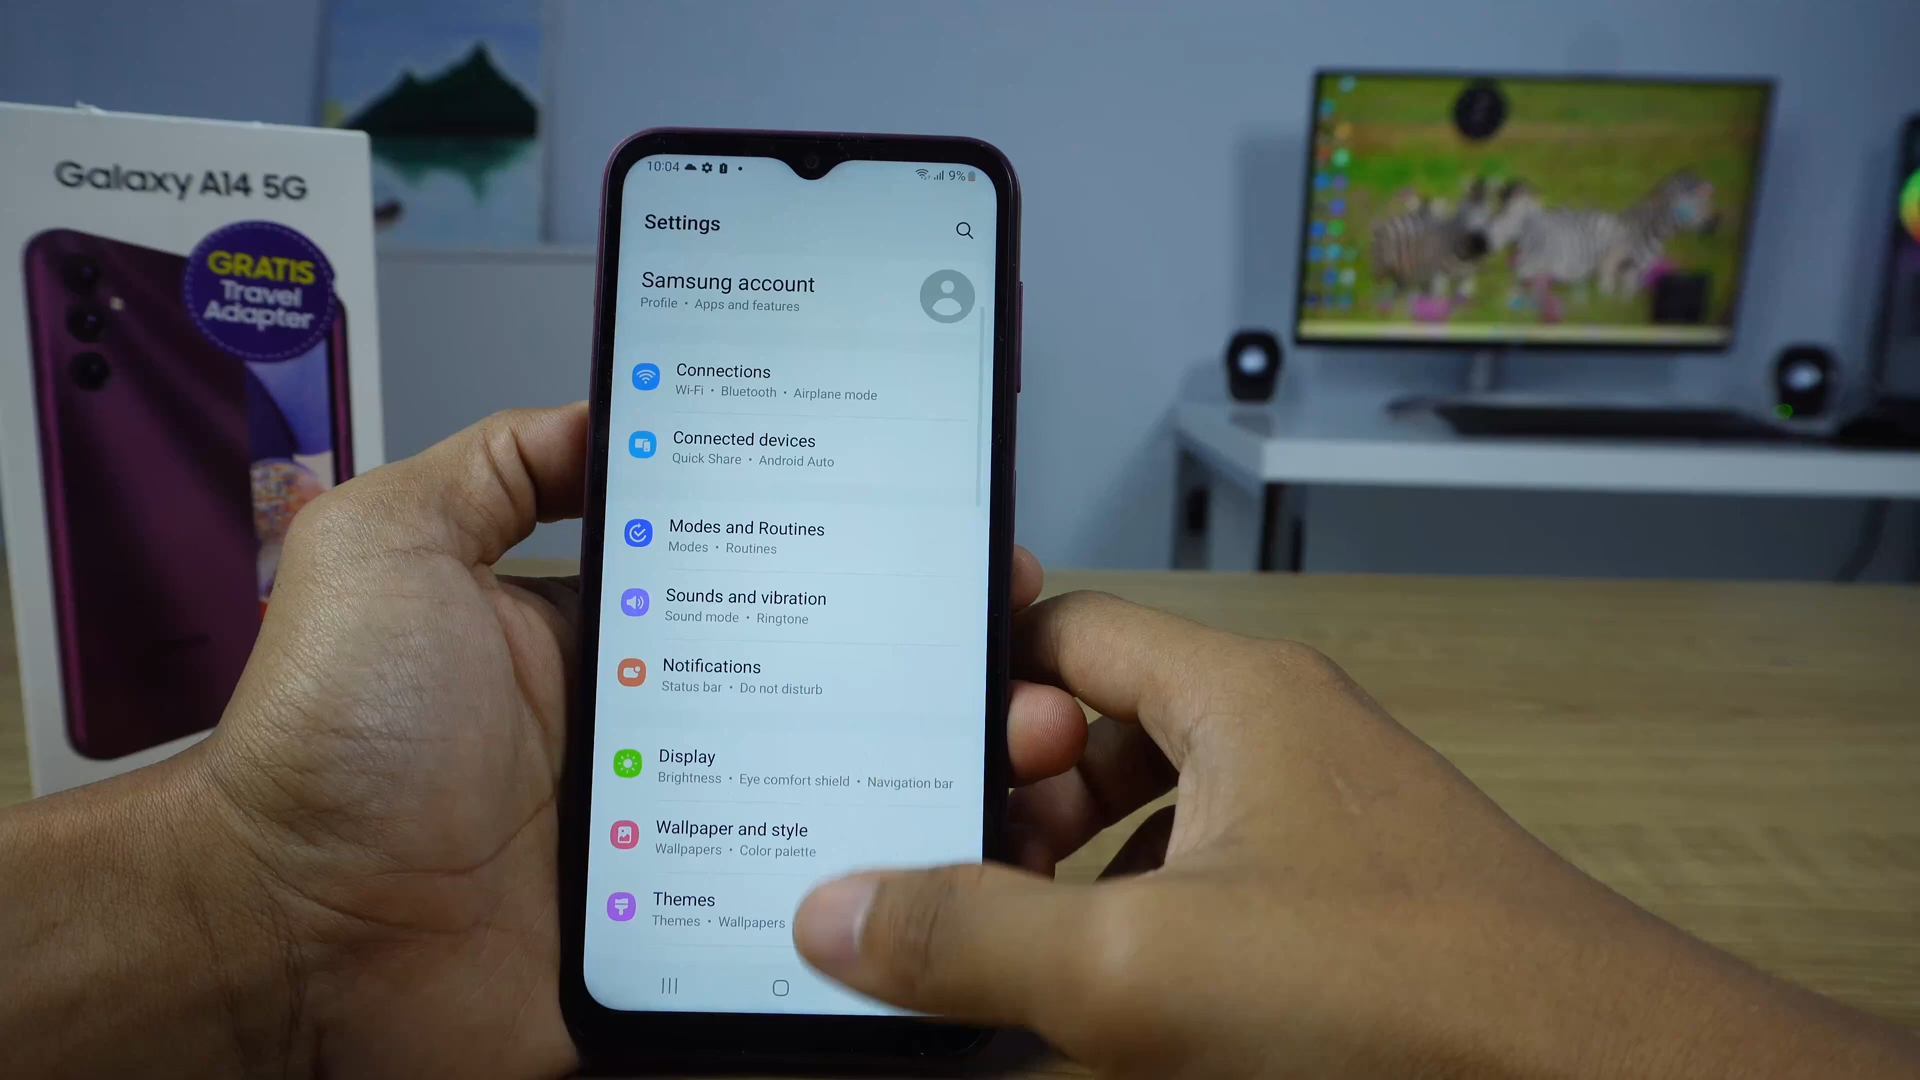 Galaxy A14 5G
GRATIS
Travel
Adapter
10:04
9%
Settings
Samsung account
Profile • Apps and features
Connections
Wi-Fi • Bluetooth • Airplane mode
Connected devices
Quick Share • Android Auto
Modes and Routines
Modes • Routines
Sounds and vibration
Sound mode • Ringtone
Notifications
Status bar • Do not disturb
Display
Brightness • Eye comfort shield • Navigation bar
Wallpaper and style
Wallpapers • Color palette
Themes
Themes • Wallpapers